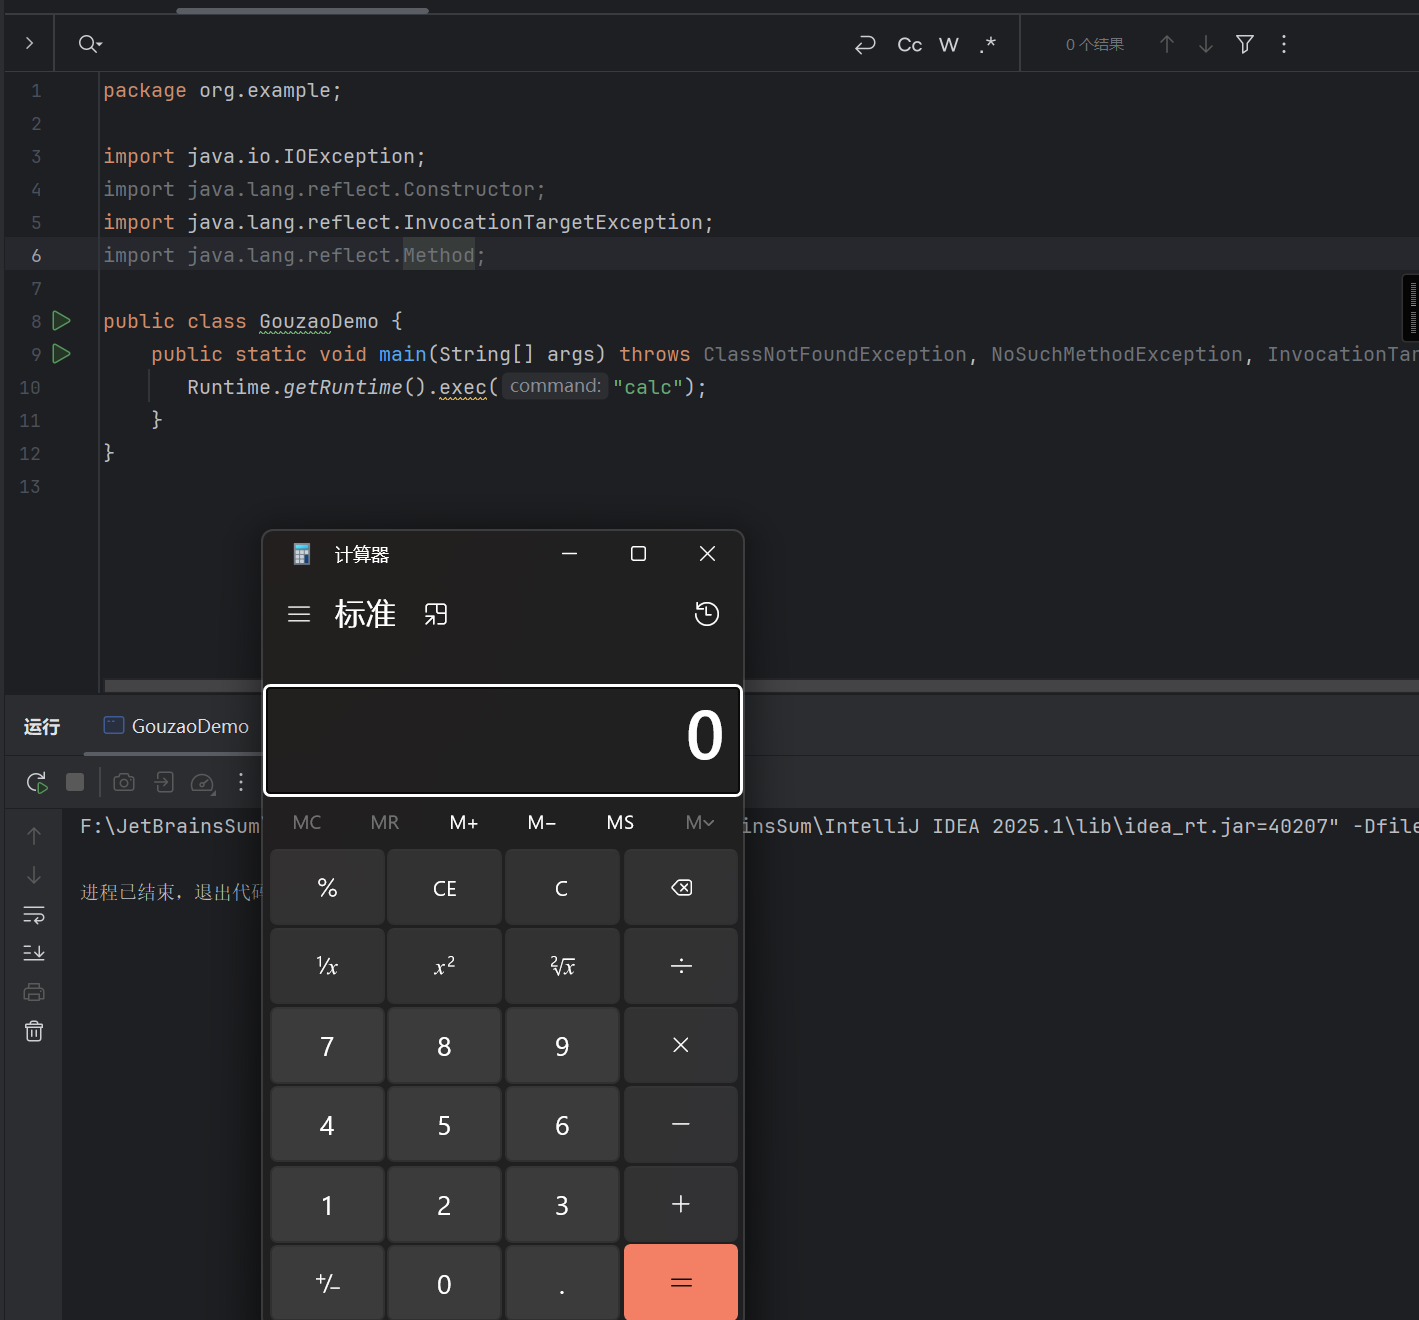 Cc W .* 0 个结果
1 package org.example;
2
3 import java.io.IOException;
4 import java.lang.reflect.Constructor;
5 import java.lang.reflect.InvocationTargetException;
6 import java.lang.reflect.Method;
7
8 public class GouzaoDemo {
9 public static void main(String[] args) throws ClassNotFoundException, NoSuchMethodException, InvocationTar
10 Runtime.getRuntime().exec( command: "calc");
11 }
12 }
13
计算器
标准
0
运行 GouzaoDemo
MC MR M+ M− MS M
F:\JetBrainsSum insSum\IntelliJ IDEA 2025.1\lib\idea_rt.jar=40207" -Dfile
进程已结束，退出代
% CE C
⅟x x² ²√x ÷
7 8 9 ×
4 5 6 −
1 2 3 +
+/− 0 . =